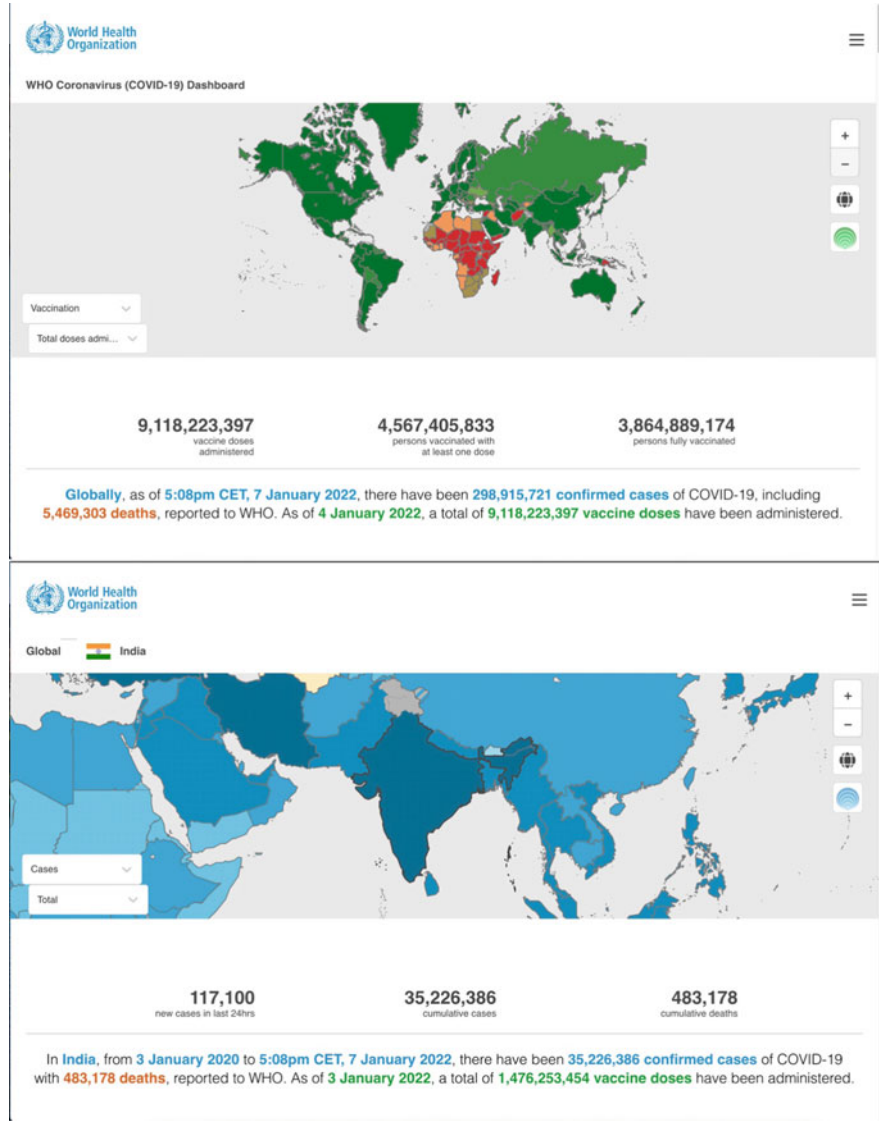 World Health
Organization
WHO Coronavirus (COVID-19) Dashboard
+
−
Vaccination
Total doses admi...
9,118,223,397
vaccine doses
administered
4,567,405,833
persons vaccinated with
at least one dose
3,864,889,174
persons fully vaccinated
Globally, as of 5:08pm CET, 7 January 2022, there have been 298,915,721 confirmed cases of COVID-19, including
5,469,303 deaths, reported to WHO. As of 4 January 2022, a total of 9,118,223,397 vaccine doses have been administered.
World Health
Organization
Global India
+
−
Cases
Total
117,100
new cases in last 24hrs
35,226,386
cumulative cases
483,178
cumulative deaths
In India, from 3 January 2020 to 5:08pm CET, 7 January 2022, there have been 35,226,386 confirmed cases of COVID-19
with 483,178 deaths, reported to WHO. As of 3 January 2022, a total of 1,476,253,454 vaccine doses have been administered.